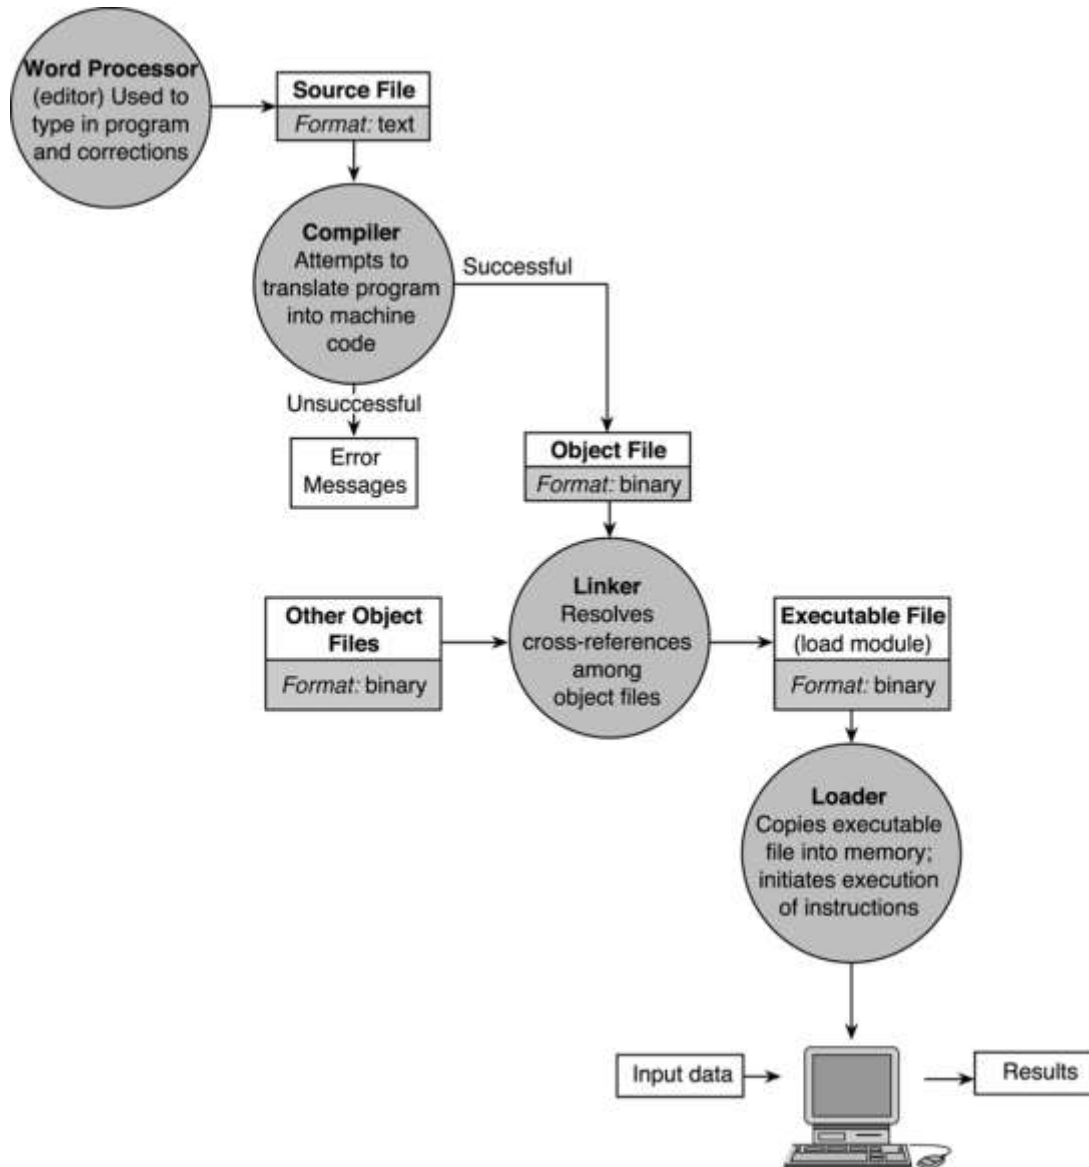 Word Processor
(editor) Used to
type in program
and corrections
Source File
Format: text
Compiler
Attempts to
translate program
into machine
code
Successful
Unsuccessful
Error
Messages
Object File
Format: binary
Other Object
Files
Format: binary
Linker
Resolves
cross-references
among
object files
Executable File
(load module)
Format: binary
Loader
Copies executable
file into memory;
initiates execution
of instructions
Input data
Results